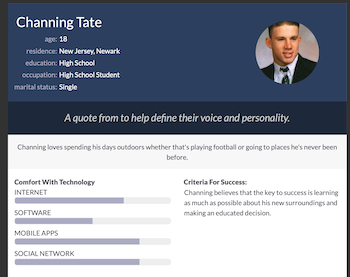 Channing Tate
age: 18
residence: New Jersey, Newark
education: High School
occupation: High School Student
marital status: Single
A quote from to help define their voice and personality.
Channing loves spending his days outdoors whether that's playing football or going to places he's never been
before.
Comfort With Technology
INTERNET
SOFTWARE
MOBILE APPS
SOCIAL NETWORK
Criteria For Success:
Channing believes that the key to success is learning
as much as possible about his new surroundings and
making an educated decision.